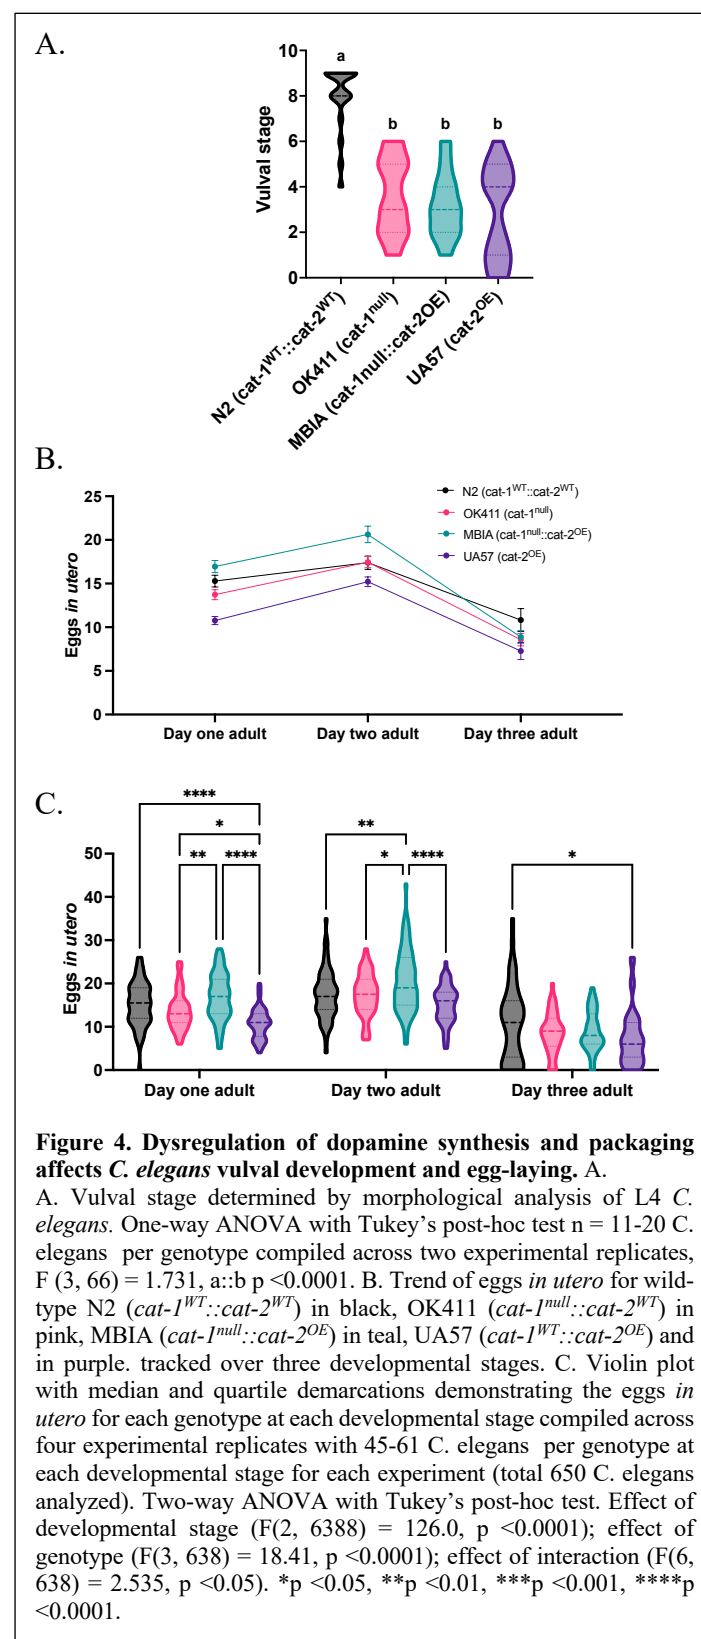 A.
10
8
6
4
2
0
Vulval stage
a
b
b
b
N2 (cat-1WT::cat-2WT)
OK411 (cat-1null)
MBIA (cat-1null::cat-2OE)
UA57 (cat-2OE)
B.
25
20
15
10
5
0
Eggs in utero
N2 (cat-1WT::cat-2WT)
OK411 (cat-1null)
MBIA (cat-1null::cat-2OE)
UA57 (cat-2OE)
Day one adult Day two adult Day three adult
C.
50
40
30
20
10
0
Eggs in utero
****
*
** ****
**
* ****
*
Day one adult Day two adult Day three adult
Figure 4. Dysregulation of dopamine synthesis and packaging
affects C. elegans vulval development and egg-laying. A.
A. Vulval stage determined by morphological analysis of L4 C.
elegans. One-way ANOVA with Tukey's post-hoc test n = 11-20 C.
elegans per genotype compiled across two experimental replicates,
F (3, 66) = 1.731, a::b p <0.0001. B. Trend of eggs in utero for wild-
type N2 (cat-1WT::cat-2WT) in black, OK411 (cat-1null::cat-2WT) in
pink, MBIA (cat-1null::cat-2OE) in teal, UA57 (cat-1WT::cat-2OE) and
in purple. tracked over three developmental stages. C. Violin plot
with median and quartile demarcations demonstrating the eggs in
utero for each genotype at each developmental stage compiled across
four experimental replicates with 45-61 C. elegans per genotype at
each developmental stage for each experiment (total 650 C. elegans
analyzed). Two-way ANOVA with Tukey's post-hoc test. Effect of
developmental stage (F(2, 6388) = 126.0, p <0.0001); effect of
genotype (F(3, 638) = 18.41, p <0.0001); effect of interaction (F(6,
638) = 2.535, p <0.05). *p <0.05, **p <0.01, ***p <0.001, ****p
<0.0001.